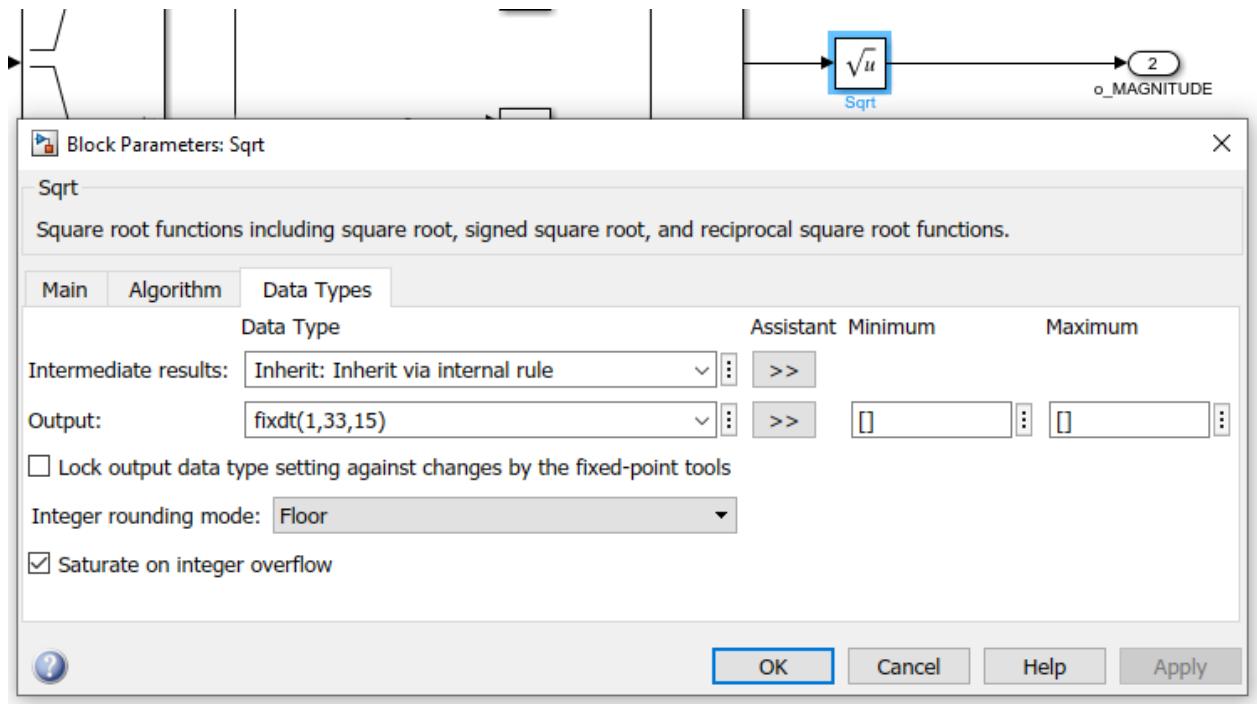 √u
2
Sqrt
o_MAGNITUDE
Block Parameters: Sqrt
Sqrt
Square root functions including square root, signed square root, and reciprocal square root functions.
Main Algorithm Data Types
Data Type Assistant Minimum Maximum
Intermediate results: Inherit: Inherit via internal rule >>
Output: fixdt(1,33,15) >> [] []
Lock output data type setting against changes by the fixed-point tools
Integer rounding mode: Floor
Saturate on integer overflow
? OK Cancel Help Apply